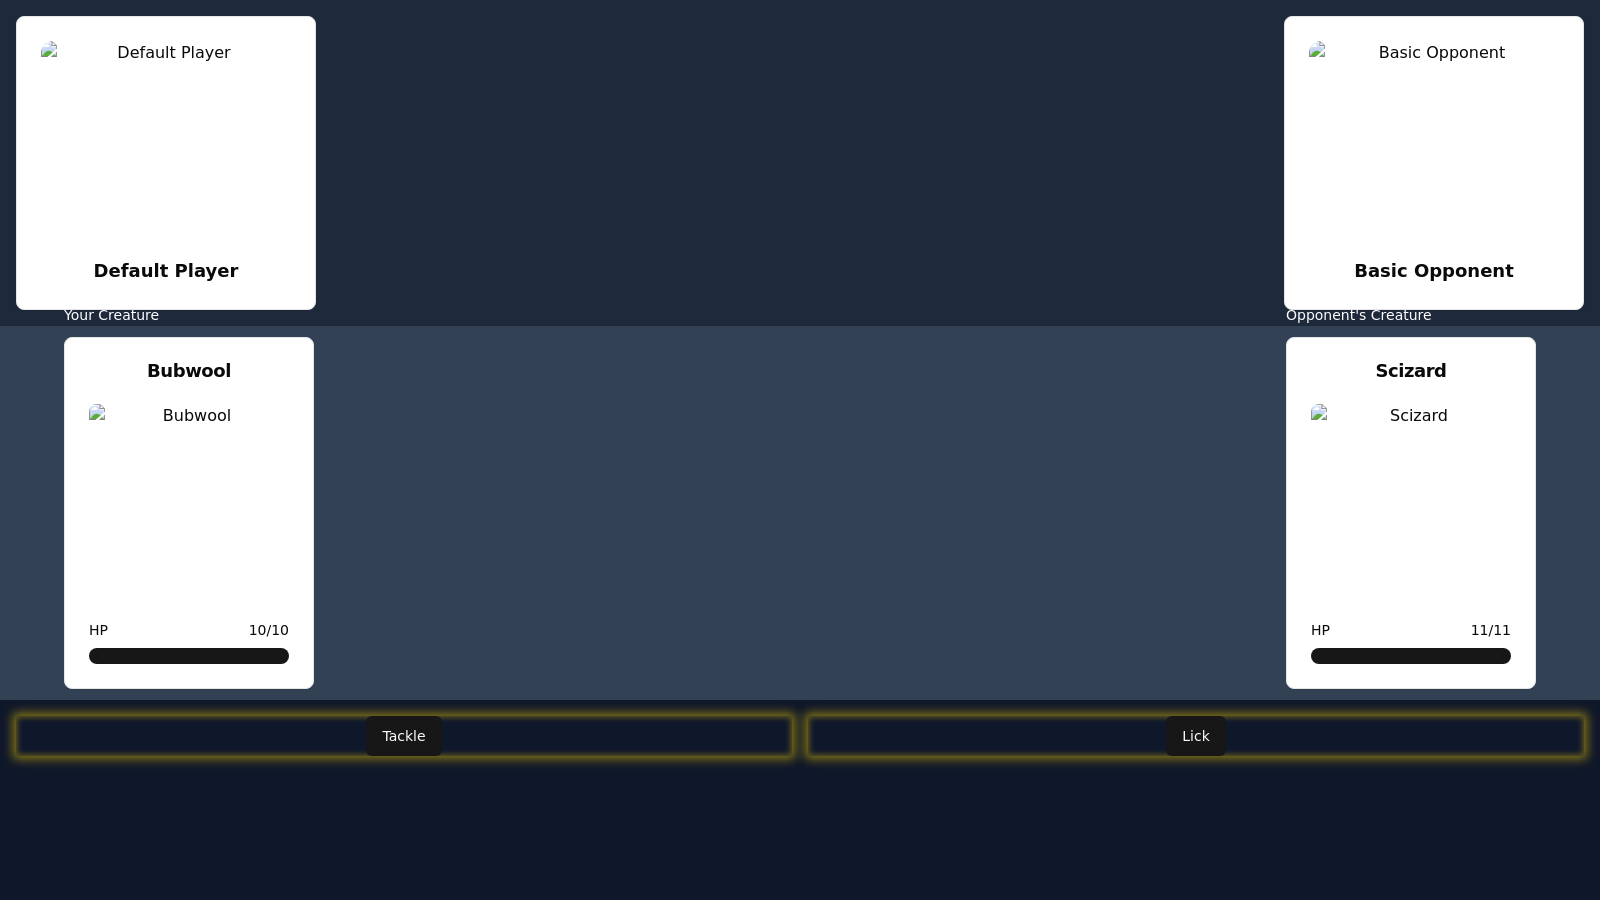 Default Player
Basic Opponent
Default Player
Basic Opponent
Your Creature
Opponent's Creature
Bubwool
Scizard
Bubwool
Scizard
HP 10/10
HP 11/11
Tackle
Lick